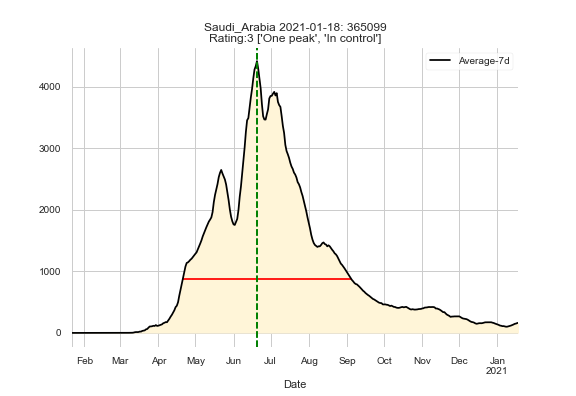 Saudi_Arabia 2021-01-18: 365099
Rating:3 ['One peak', 'In control']
Average-7d
4000
3000
2000
1000
0
Feb Mar Apr May Jun Jul Aug Sep Oct Nov Dec Jan
2021
Date